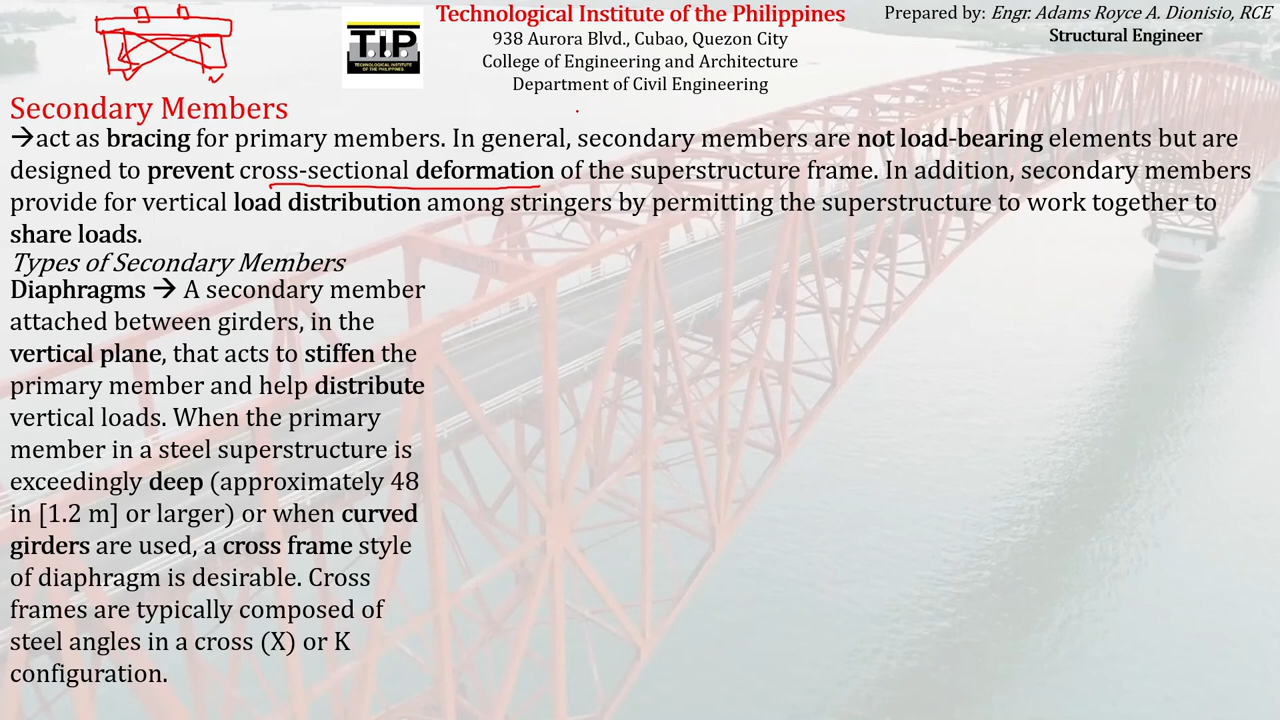 Technological Institute of the Philippines
938 Aurora Blvd., Cubao, Quezon City
College of Engineering and Architecture
Department of Civil Engineering
Prepared by: Engr. Adams Royce A. Dionisio, RCE
Structural Engineer
TiP
TECHNOLOGICAL INSTITUTE
OF THE PHILIPPINES
Secondary Members
→act as bracing for primary members. In general, secondary members are not load-bearing elements but are
designed to prevent cross-sectional deformation of the superstructure frame. In addition, secondary members
provide for vertical load distribution among stringers by permitting the superstructure to work together to
share loads.
Types of Secondary Members
Diaphragms → A secondary member
attached between girders, in the
vertical plane, that acts to stiffen the
primary member and help distribute
vertical loads. When the primary
member in a steel superstructure is
exceedingly deep (approximately 48
in [1.2 m] or larger) or when curved
girders are used, a cross frame style
of diaphragm is desirable. Cross
frames are typically composed of
steel angles in a cross (X) or K
configuration.